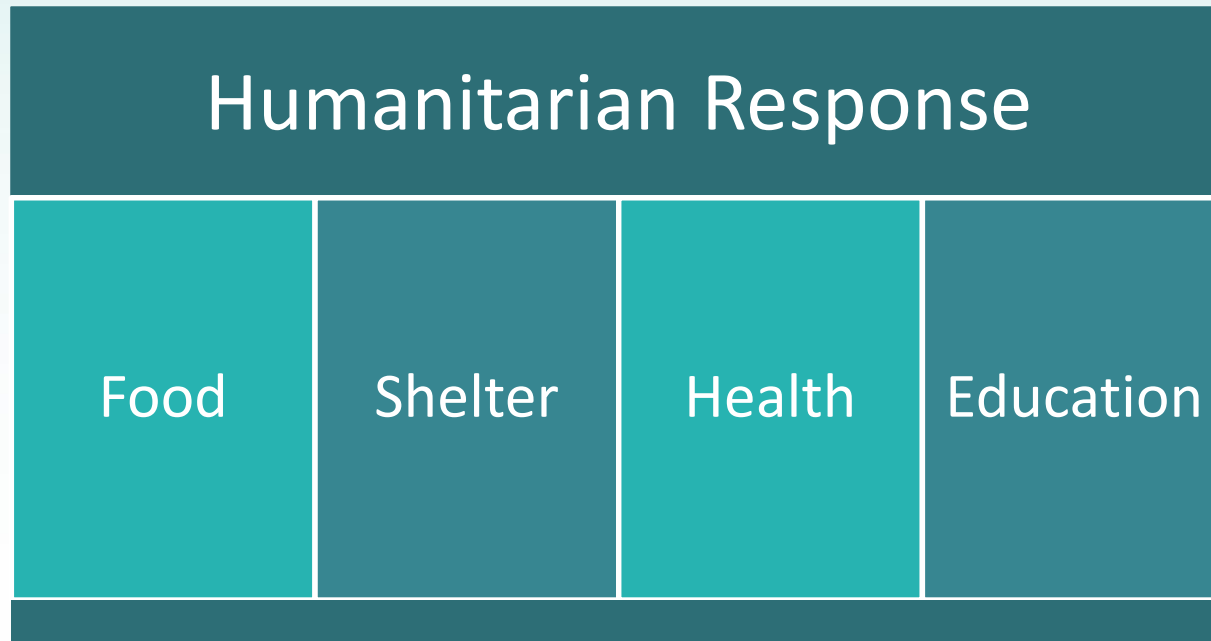 Humanitarian Response
Food
Shelter
Health
Education